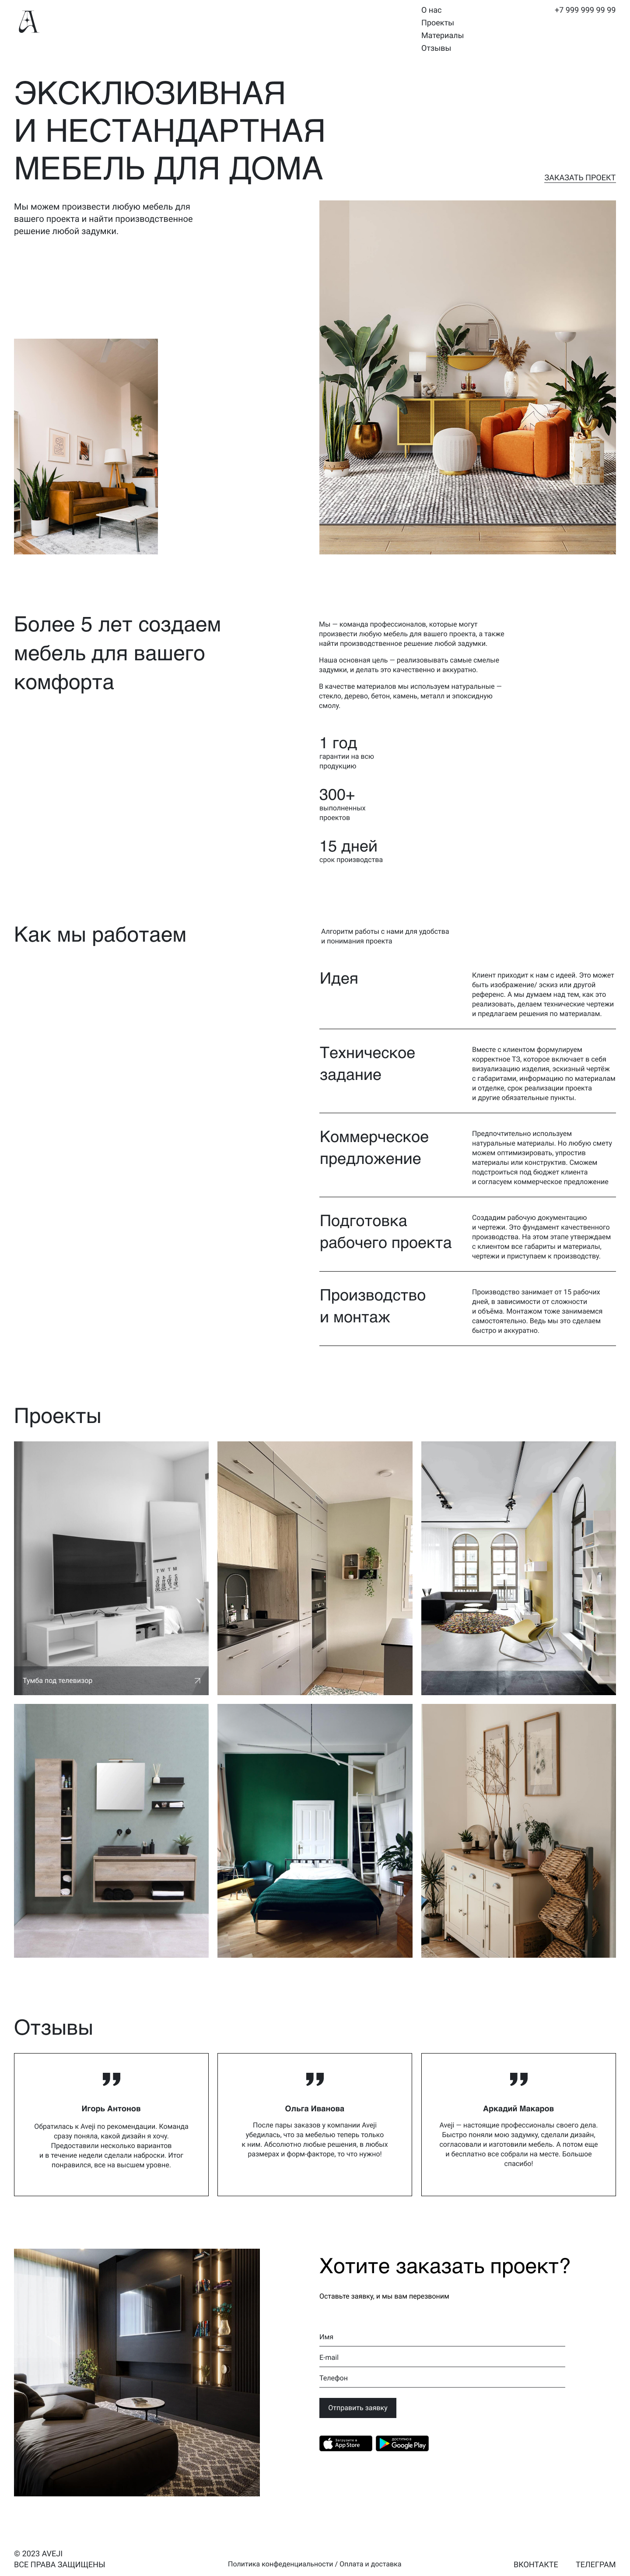 О нас
Проекты
Материалы
Отзывы
+7 999 999 99 99
ЭКСКЛЮЗИВНАЯ
И НЕСТАНДАРТНАЯ
МЕБЕЛЬ ДЛЯ ДОМА
ЗАКАЗАТЬ ПРОЕКТ
Мы можем произвести любую мебель для
вашего проекта и найти производственное
решение любой задумки.
Более 5 лет создаем
мебель для вашего
комфорта
Мы — команда профессионалов, которые могут
произвести любую мебель для вашего проекта, а также
найти производственное решение любой задумки.
Наша основная цель — реализовывать самые смелые
задумки, и делать это качественно и аккуратно.
В качестве материалов мы используем натуральные —
стекло, дерево, бетон, камень, металл и эпоксидную
смолу.
1 год
гарантии на всю
продукцию
300+
выполненных
проектов
15 дней
срок производства
Как мы работаем
Алгоритм работы с нами для удобства
и понимания проекта
Идея
Клиент приходит к нам с идеей. Это может
быть изображение/ эскиз или другой
референс. А мы думаем над тем, как это
реализовать, делаем технические чертежи
и предлагаем решения по материалам.
Техническое
задание
Вместе с клиентом формулируем
корректное ТЗ, которое включает в себя
визуализацию изделия, эскизный чертёж
с габаритами, информацию по материалам
и отделке, срок реализации проекта
и другие обязательные пункты.
Коммерческое
предложение
Предпочтительно используем
натуральные материалы. Но любую смету
можем оптимизировать, упростив
материалы или конструктив. Сможем
подстроиться под бюджет клиента
и согласуем коммерческое предложение
Подготовка
рабочего проекта
Создадим рабочую документацию
и чертежи. Это фундамент качественного
производства. На этом этапе утверждаем
с клиентом все габариты и материалы,
чертежи и приступаем к производству.
Производство
и монтаж
Производство занимает от 15 рабочих
дней, в зависимости от сложности
и объёма. Монтажом тоже занимаемся
самостоятельно. Ведь мы это сделаем
быстро и аккуратно.
Проекты
T W T M
Тумба под телевизор
Отзывы
Игорь Антонов
Обратилась к Aveji по рекомендации. Команда
сразу поняла, какой дизайн я хочу.
Предоставили несколько вариантов
и в течение недели сделали наброски. Итог
понравился, все на высшем уровне.
Ольга Иванова
После пары заказов у компании Aveji
убедилась, что за мебелью теперь только
к ним. Абсолютно любые решения, в любых
размерах и форм-факторе, то что нужно!
Аркадий Макаров
Aveji — настоящие профессионалы своего дела.
Быстро поняли мою задумку, сделали дизайн,
согласовали и изготовили мебель. А потом еще
и бесплатно все собрали на месте. Большое
спасибо!
Хотите заказать проект?
Оставьте заявку, и мы вам перезвоним
Имя
E-mail
Телефон
Отправить заявку
Загрузите в
App Store
ДОСТУПНО В
Google Play
© 2023 AVEJI
ВСЕ ПРАВА ЗАЩИЩЕНЫ
Политика конфеденциальности / Оплата и доставка
ВКОНТАКТЕ
ТЕЛЕГРАМ